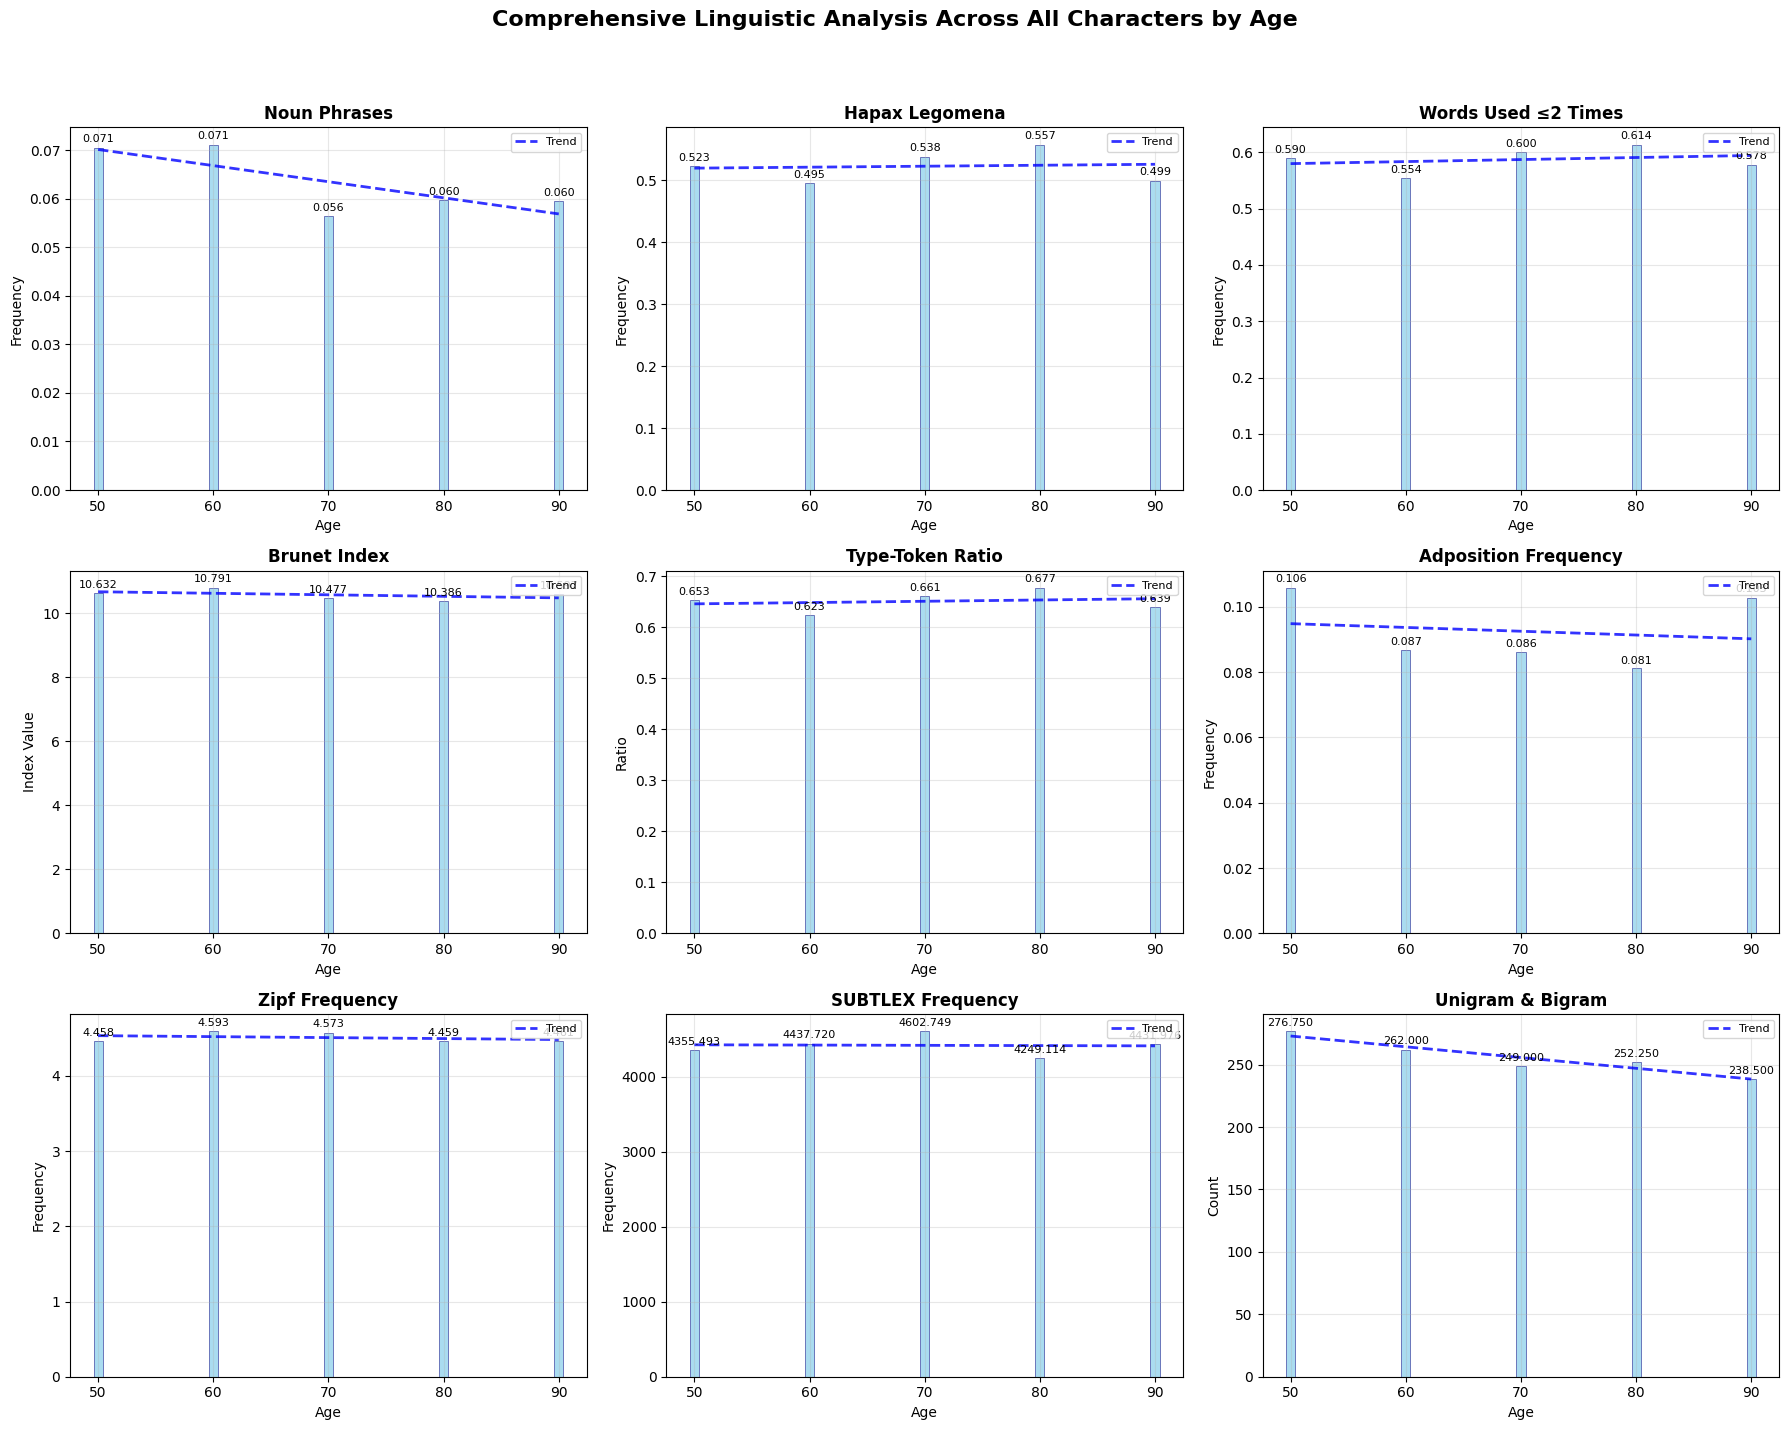 Comprehensive Linguistic Analysis Across All Characters by Age
Noun Phrases
Trend
0.071
0.071
0.056
0.060
0.060
0.07
0.06
0.05
0.04
0.03
0.02
0.01
0.00
Frequency
50 60 70 80 90
Age
Hapax Legomena
Trend
0.523
0.495
0.538
0.557
0.499
0.5
0.4
0.3
0.2
0.1
0.0
Frequency
50 60 70 80 90
Age
Words Used ≤2 Times
Trend
0.590
0.554
0.600
0.614
0.578
0.6
0.5
0.4
0.3
0.2
0.1
0.0
Frequency
50 60 70 80 90
Age
Brunet Index
Trend
10.632
10.791
10.477
10.386
10
8
6
4
2
0
Index Value
50 60 70 80 90
Age
Type-Token Ratio
Trend
0.653
0.623
0.661
0.677
0.639
0.7
0.6
0.5
0.4
0.3
0.2
0.1
0.0
Ratio
50 60 70 80 90
Age
Adposition Frequency
Trend
0.106
0.087
0.086
0.081
0.10
0.08
0.06
0.04
0.02
0.00
Frequency
50 60 70 80 90
Age
Zipf Frequency
Trend
4.458
4.593
4.573
4.459
4
3
2
1
0
Frequency
50 60 70 80 90
Age
SUBTLEX Frequency
Trend
4355.493
4437.720
4602.749
4249.114
4000
3000
2000
1000
0
Frequency
50 60 70 80 90
Age
Unigram & Bigram
Trend
276.750
262.000
249.000
252.250
238.500
250
200
150
100
50
0
Count
50 60 70 80 90
Age